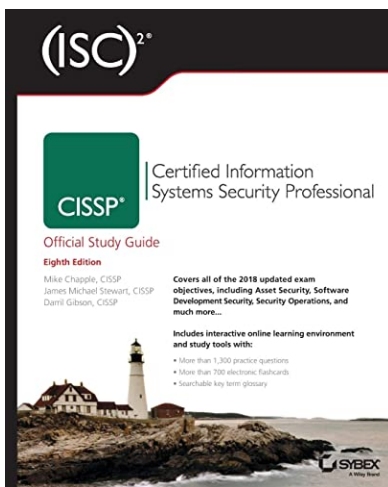 (ISC)²®
CISSP®
Certified Information
Systems Security Professional
Official Study Guide
Eighth Edition
Mike Chapple, CISSP
James Michael Stewart, CISSP
Darril Gibson, CISSP
Covers all of the 2018 updated exam
objectives, including Asset Security, Software
Development Security, Security Operations, and
much more...
Includes interactive online learning environment
and study tools with:
• More than 1,300 practice questions
• More than 700 electronic flashcards
• Searchable key term glossary
SYBEX
A Wiley Brand